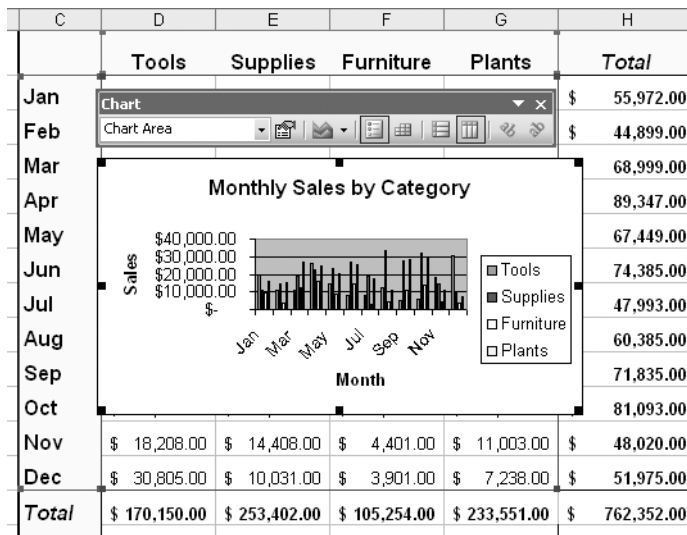 C D E F G H
Tools Supplies Furniture Plants Total
Jan $ 55,972.00
Chart
Feb $ 44,899.00
Chart Area
Mar 68,999.00
Monthly Sales by Category
Apr 89,347.00
May 67,449.00
Jun 74,385.00
Jul 47,993.00
Aug 60,385.00
Sep 71,835.00
Oct 81,093.00
Sales
$40,000.00
$30,000.00
$20,000.00
$10,000.00
$-
Jan Mar May Jul Sep Nov
Month
Tools
Supplies
Furniture
Plants
Nov $ 18,208.00 $ 14,408.00 $ 4,401.00 $ 11,003.00 $ 48,020.00
Dec $ 30,805.00 $ 10,031.00 $ 3,901.00 $ 7,238.00 $ 51,975.00
Total $ 170,150.00 $ 253,402.00 $ 105,254.00 $ 233,551.00 $ 762,352.00